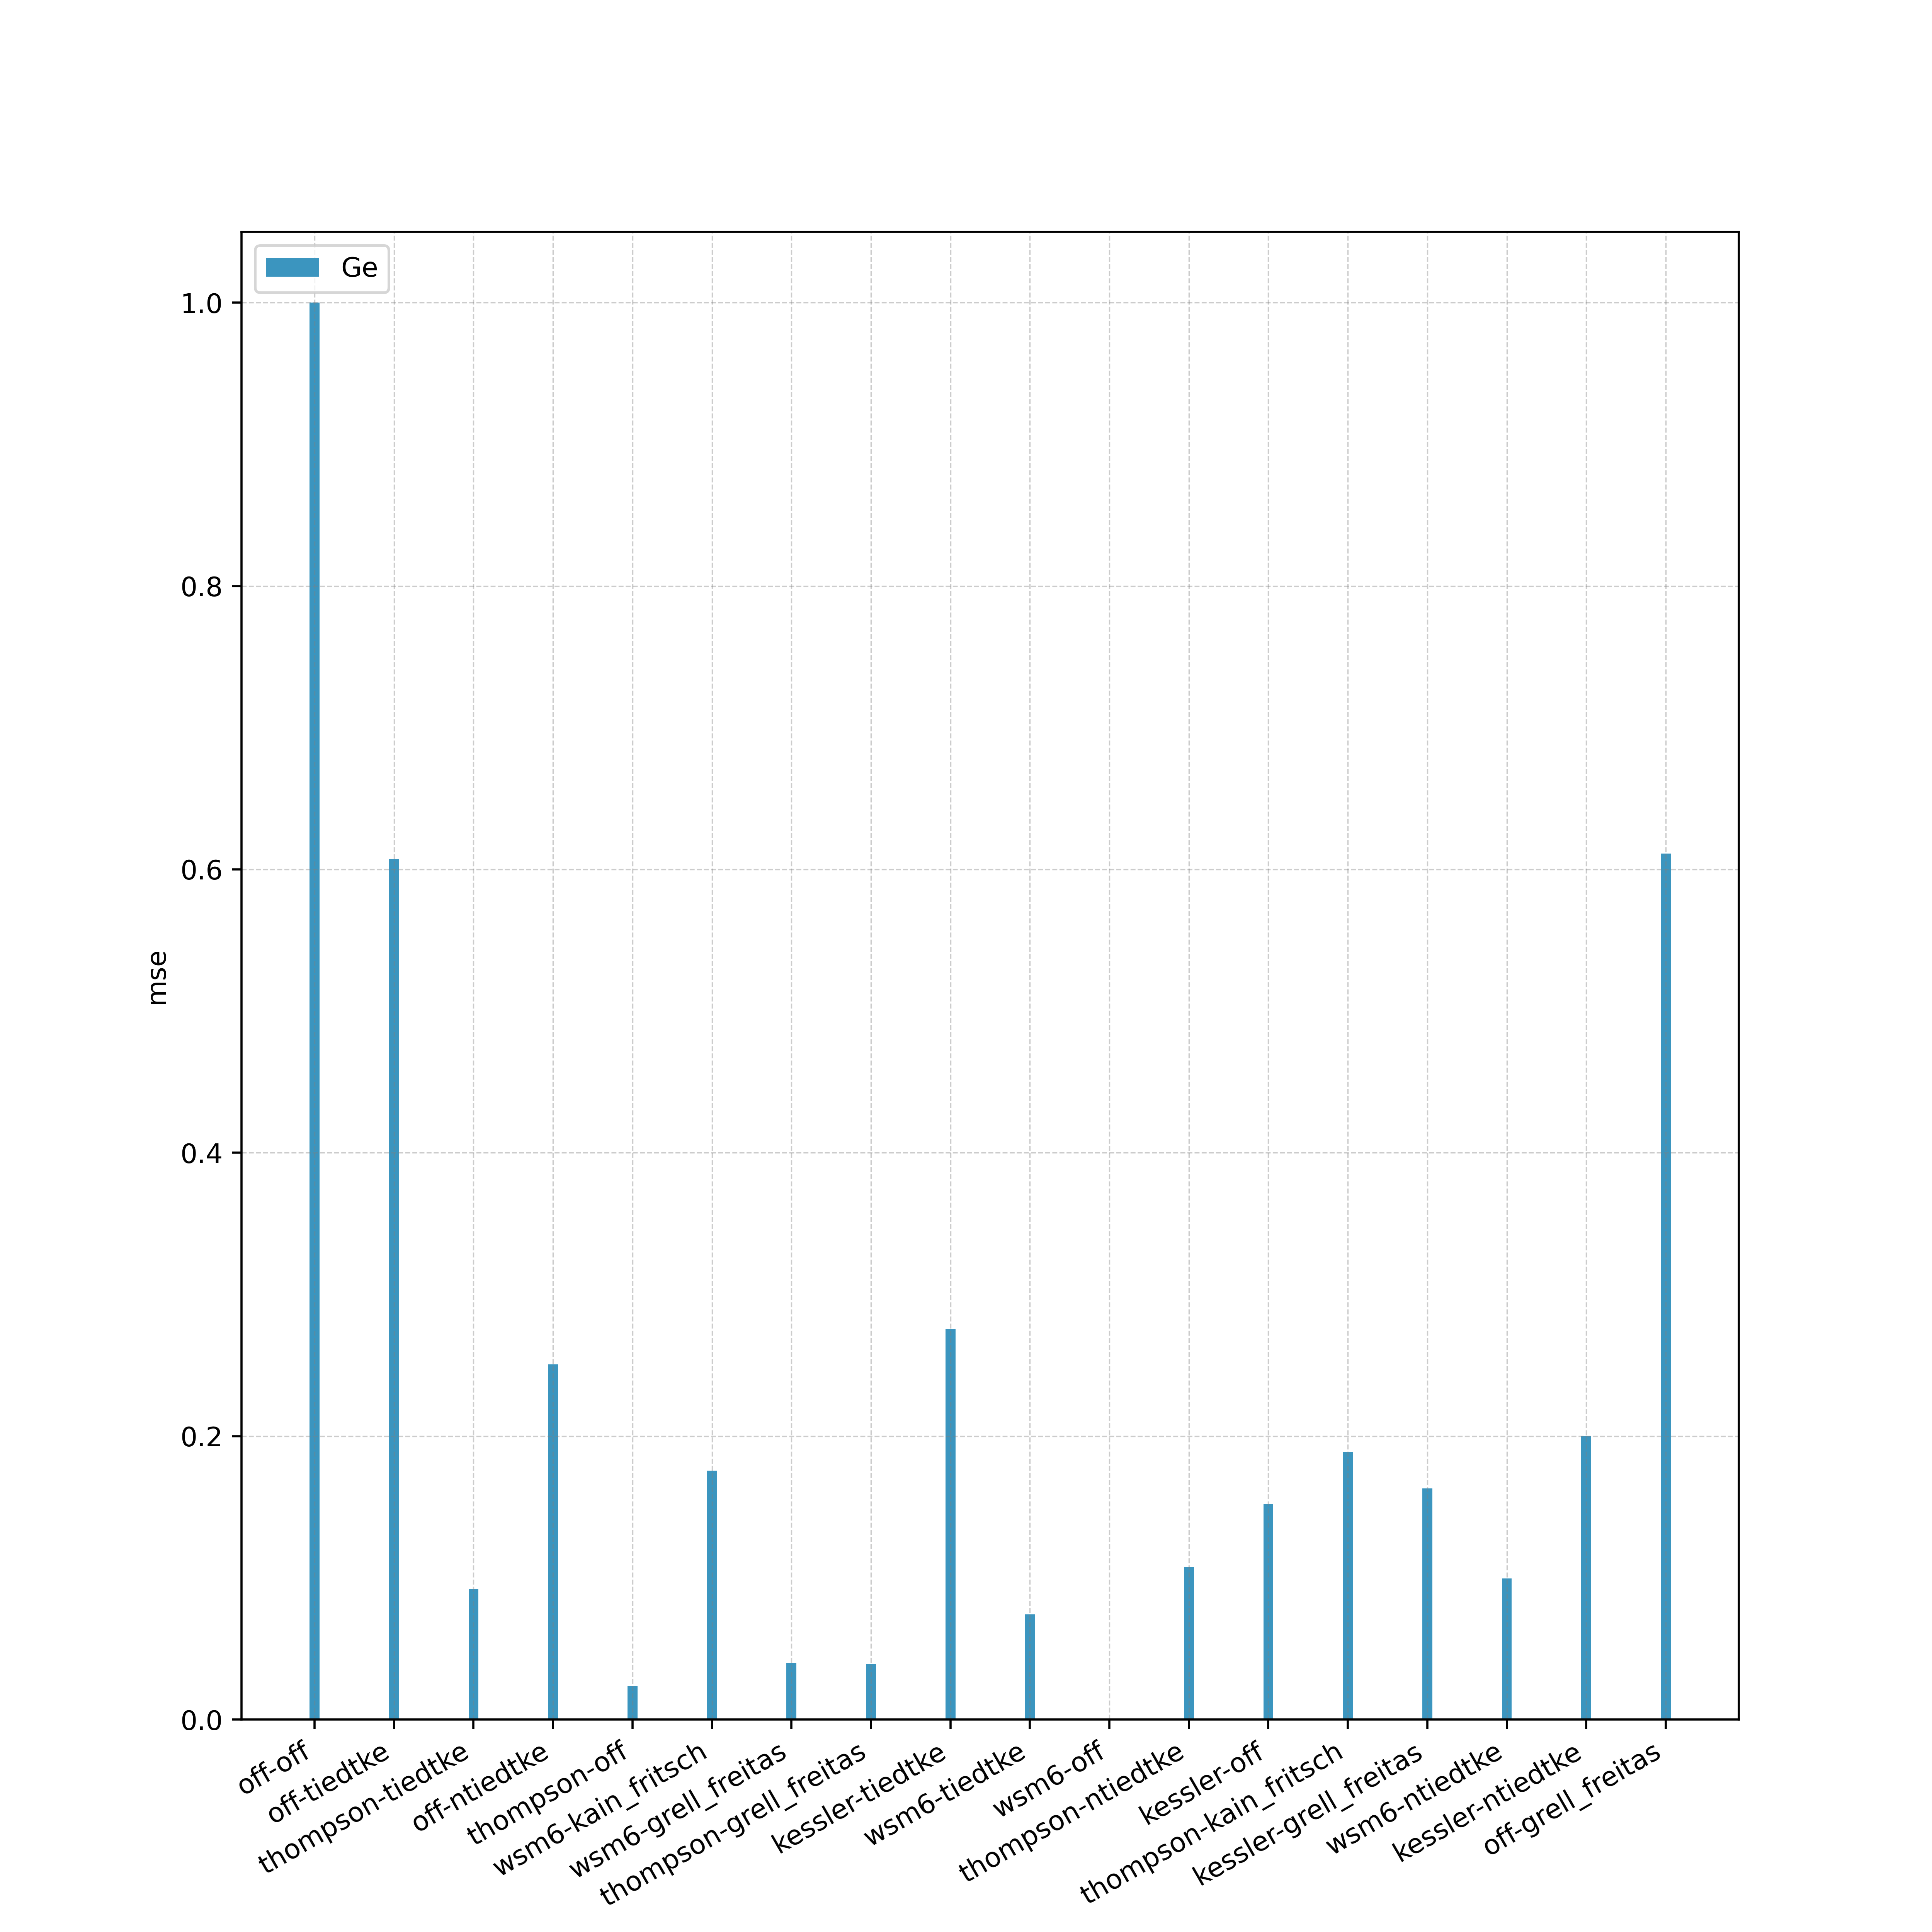 Ge
1.0
0.8
0.6
0.4
0.2
0.0
mse
off-off
off-tiedtke
thompson-tiedtke
off-ntiedtke
thompson-off
wsm6-kain_fritsch
wsm6-grell_freitas
thompson-grell_freitas
kessler-tiedtke
wsm6-tiedtke
wsm6-off
thompson-ntiedtke
kessler-off
thompson-kain_fritsch
kessler-grell_freitas
wsm6-ntiedtke
kessler-ntiedtke
off-grell_freitas